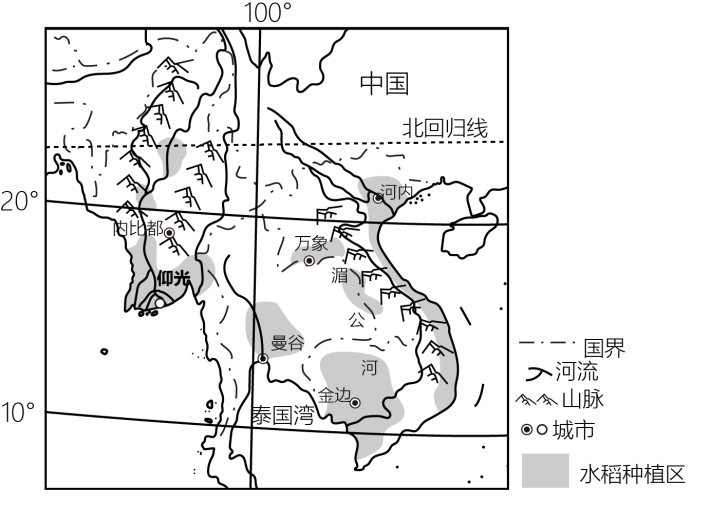 100°
中国
北回归线
20°
河内
内比都
万象
仰光
湄
公
曼谷
河
金边
10°
泰国湾
国界
河流
山脉
城市
水稻种植区